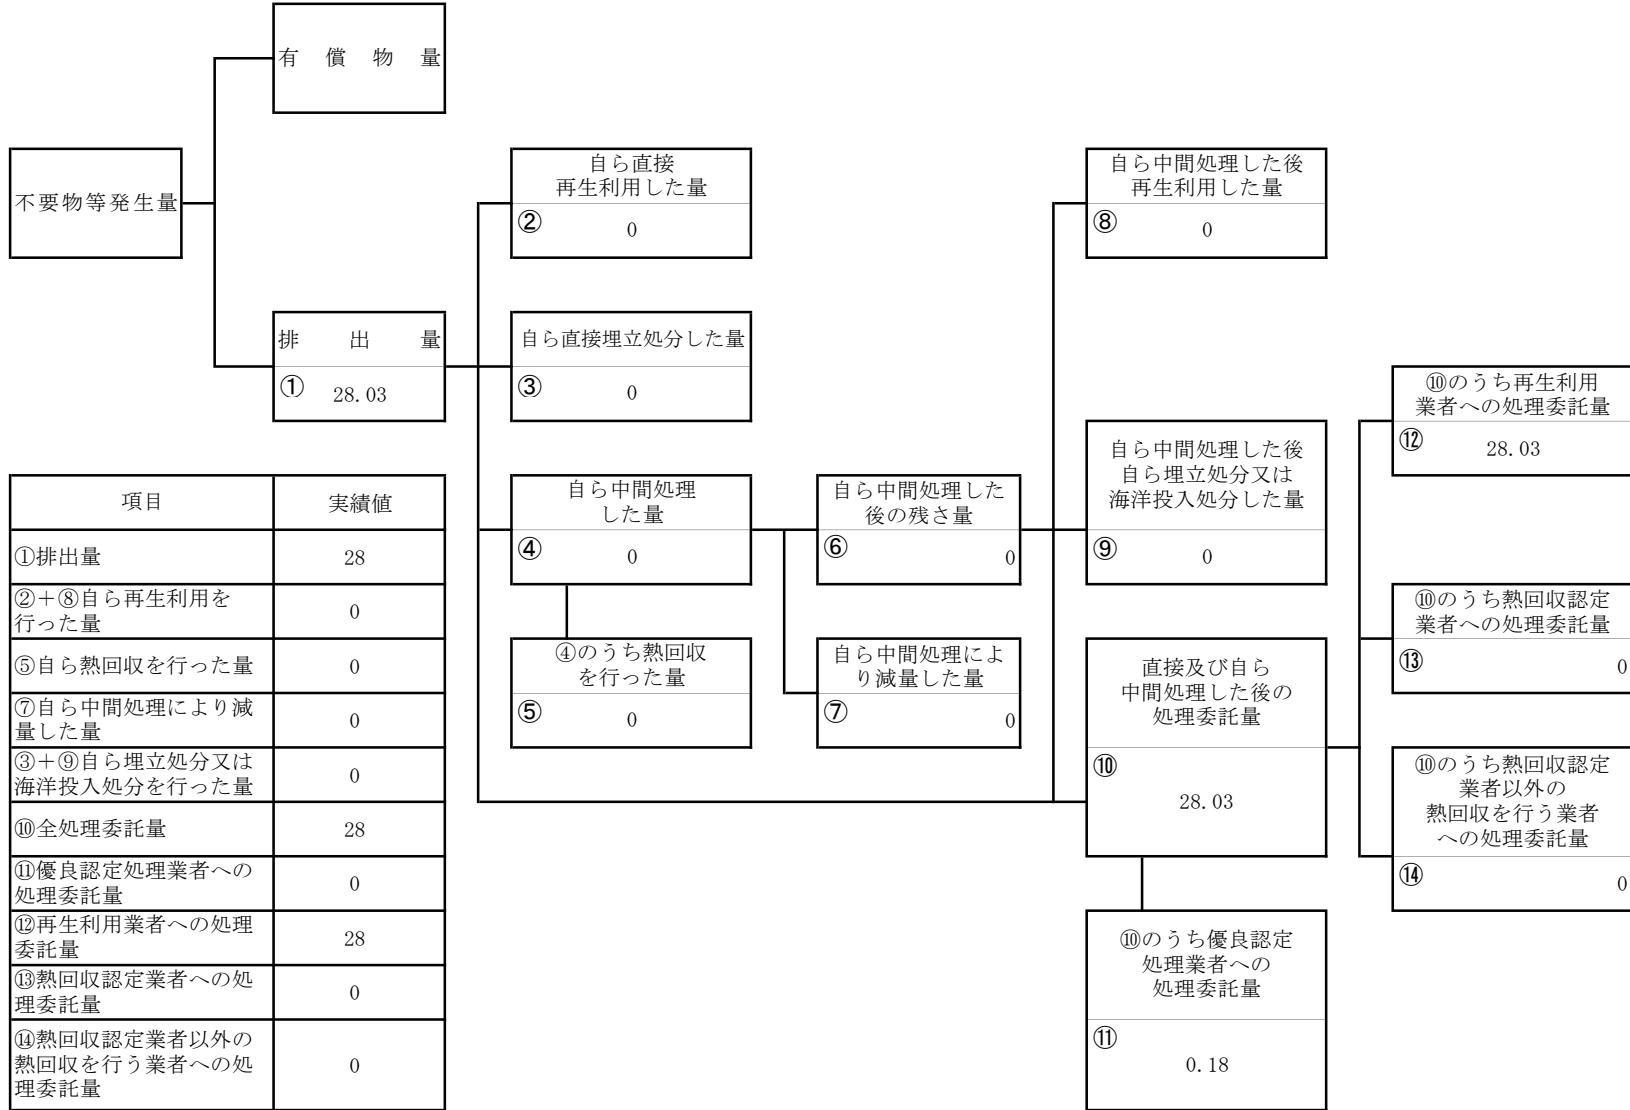 有償物量
不要物等発生量
排出量
① 28.03
自ら直接
再生利用した量
② 0
自ら直接埋立処分した量
③ 0
自ら中間処理
した量
④ 0
④のうち熱回収
を行った量
⑤ 0
自ら中間処理した
後の残さ量
⑥ 0
自ら中間処理によ
り減量した量
⑦ 0
自ら中間処理した後
再生利用した量
⑧ 0
自ら中間処理した後
自ら埋立処分又は
海洋投入処分した量
⑨ 0
直接及び自ら
中間処理した後の
処理委託量
⑩
28.03
⑩のうち優良認定
処理業者への
処理委託量
⑪
0.18
⑩のうち再生利用
業者への処理委託量
⑫ 28.03
⑩のうち熱回収認定
業者への処理委託量
⑬ 0
⑩のうち熱回収認定
業者以外の
熱回収を行う業者
への処理委託量
⑭ 0
項目 実績値
①排出量 28
②+⑧自ら再生利用を
行った量 0
⑤自ら熱回収を行った量 0
⑦自ら中間処理により減
量した量 0
③+⑨自ら埋立処分又は
海洋投入処分を行った量 0
⑩全処理委託量 28
⑪優良認定処理業者への
処理委託量 0
⑫再生利用業者への処理
委託量 28
⑬熱回収認定業者への処
理委託量 0
⑭熱回収認定業者以外の
熱回収を行う業者への処
理委託量 0